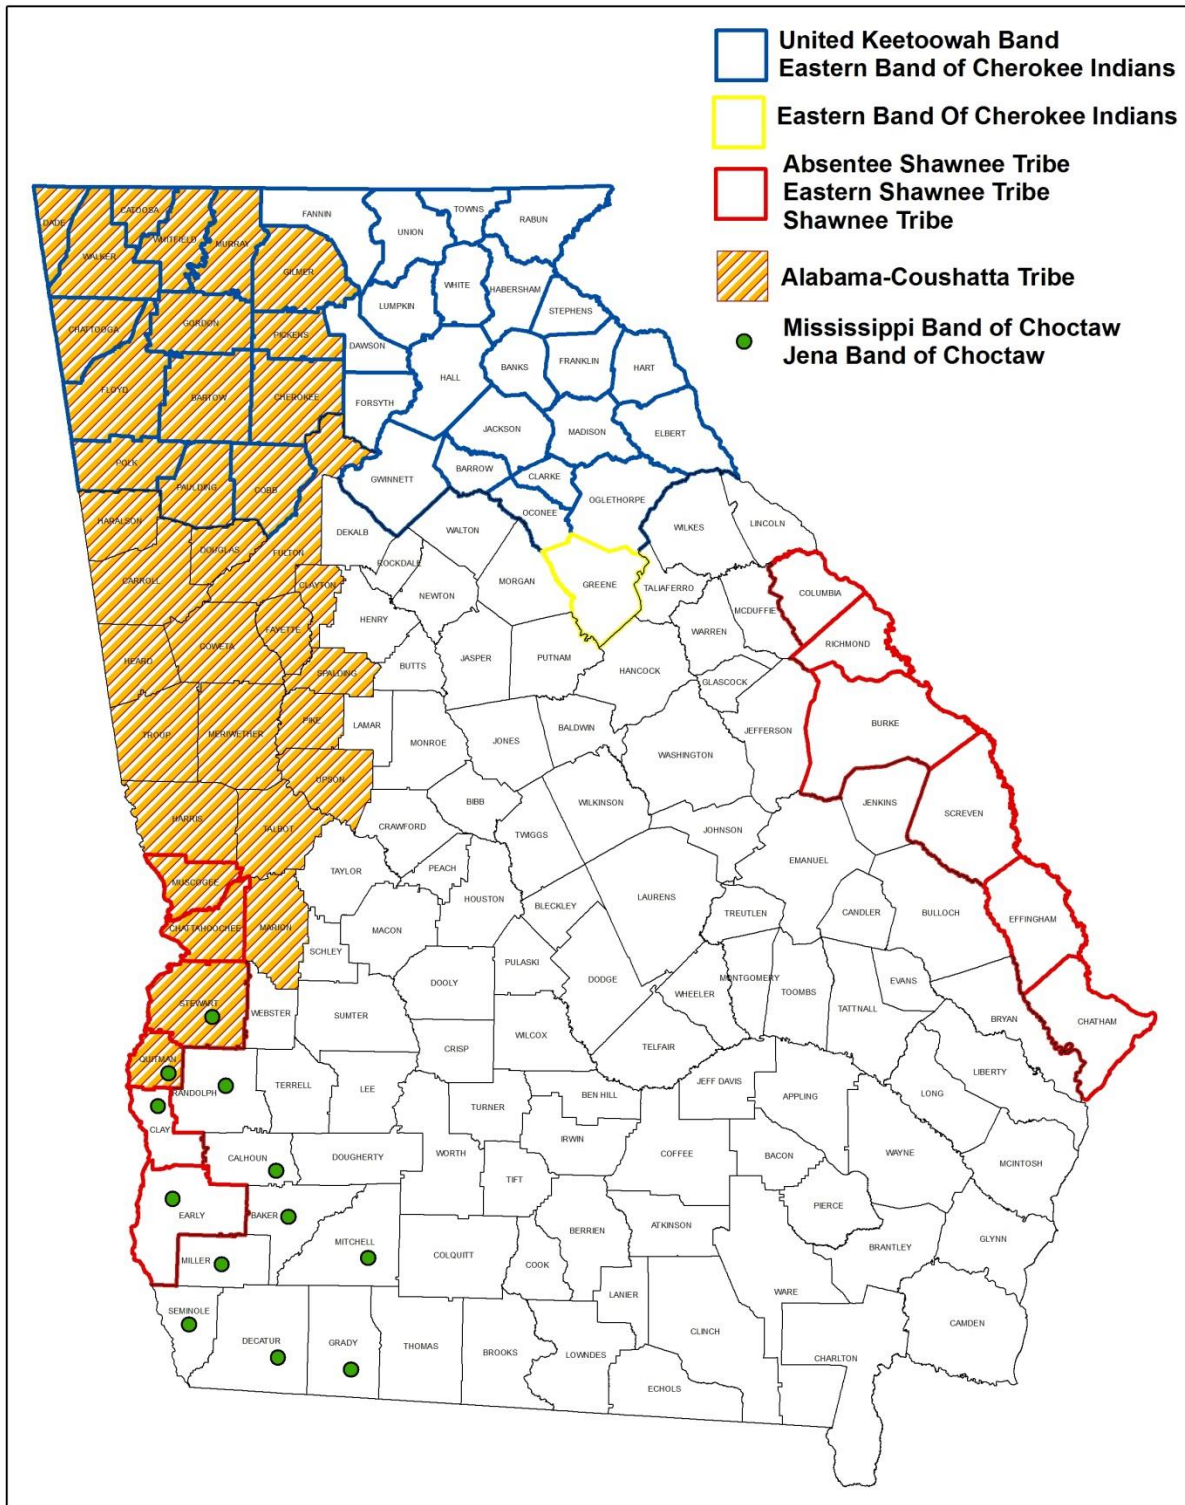 United Keetoowah Band
Eastern Band of Cherokee Indians
Eastern Band Of Cherokee Indians
Absentee Shawnee Tribe
Eastern Shawnee Tribe
Shawnee Tribe
Alabama-Coushatta Tribe
Mississippi Band of Choctaw
Jena Band of Choctaw
DADE
CATOOSA
WALKER
WHITFIELD
MURRAY
FANNIN
GILMER
UNION
TOWNS
RABUN
WHITE
HABERSHAM
LUMPKIN
STEPHENS
CHATTOOGA
GORDON
PICKENS
DAWSON
HALL
BANKS
FRANKLIN
HART
FLOYD
BARTOW
CHEROKEE
FORSYTH
JACKSON
MADISON
ELBERT
POLK
PAULDING
COBB
GWINNETT
BARROW
CLARKE
OCONEE
OGLETHORPE
WILKES
LINCOLN
HARALSON
DOUGLAS
FULTON
DEKALB
WALTON
ROCKDALE
CARROLL
CLAYTON
NEWTON
MORGAN
GREENE
TALIAFERRO
MCDUFFIE
COLUMBIA
HENRY
FAYETTE
COWETA
HEARD
SPALDING
BUTTS
JASPER
PUTNAM
HANCOCK
WARREN
GLASCOCK
RICHMOND
TROUP
MERIWETHER
PIKE
LAMAR
MONROE
JONES
BALDWIN
WASHINGTON
JEFFERSON
BURKE
UPSON
HARRIS
TALBOT
CRAWFORD
BIBB
TWIGGS
WILKINSON
JOHNSON
JENKINS
SCREVEN
EMANUEL
MUSCOGEE
TAYLOR
PEACH
HOUSTON
BLECKLEY
LAURENS
TREUTLEN
CANDLER
BULLOCH
EFFINGHAM
CHATTAHOOCHEE
MARION
MACON
SCHLEY
DOOLY
PULASKI
DODGE
WHEELER
MONTGOMERY
TOOMBS
TATTNALL
EVANS
BRYAN
CHATHAM
STEWART
WEBSTER
SUMTER
CRISP
WILCOX
TELFAIR
QUITMAN
RANDOLPH
TERRELL
LEE
TURNER
BEN HILL
JEFF DAVIS
APPLING
LONG
LIBERTY
CLAY
CALHOUN
DOUGHERTY
WORTH
IRWIN
TIFT
COFFEE
BACON
WAYNE
MCINTOSH
EARLY
BAKER
MITCHELL
COLQUITT
COOK
BERRIEN
ATKINSON
PIERCE
BRANTLEY
GLYNN
MILLER
LANIER
WARE
SEMINOLE
DECATUR
GRADY
THOMAS
BROOKS
LOWNDES
CLINCH
ECHOLS
CHARLTON
CAMDEN